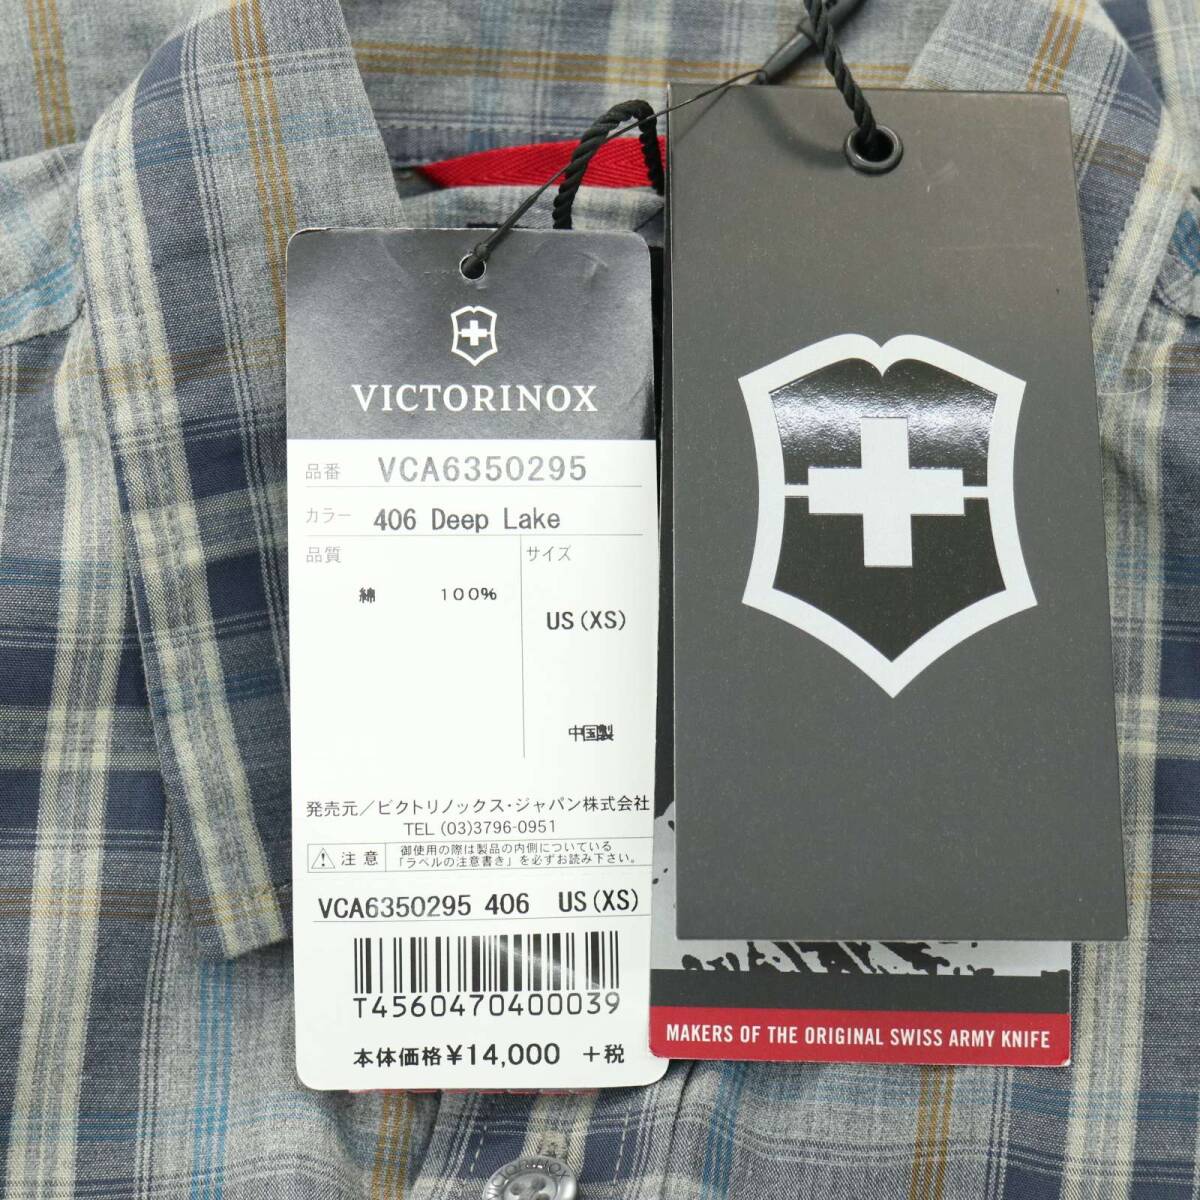 VICTORINOX
品番 VCA6350295
カラー 406 Deep Lake
品質
綿 100%
サイズ
US(XS)
中国製
発売元／ビクトリノックス・ジャパン株式会社
TEL (03)3796-0951
注意
御使用の際は製品の内側についている
「ラベルの注意書き」を必ずお読み下さい。
VCA6350295 406 US(XS)
T4560470400039
本体価格¥14,000 +税
MAKERS OF THE ORIGINAL SWISS ARMY KNIFE
VICTORINOX